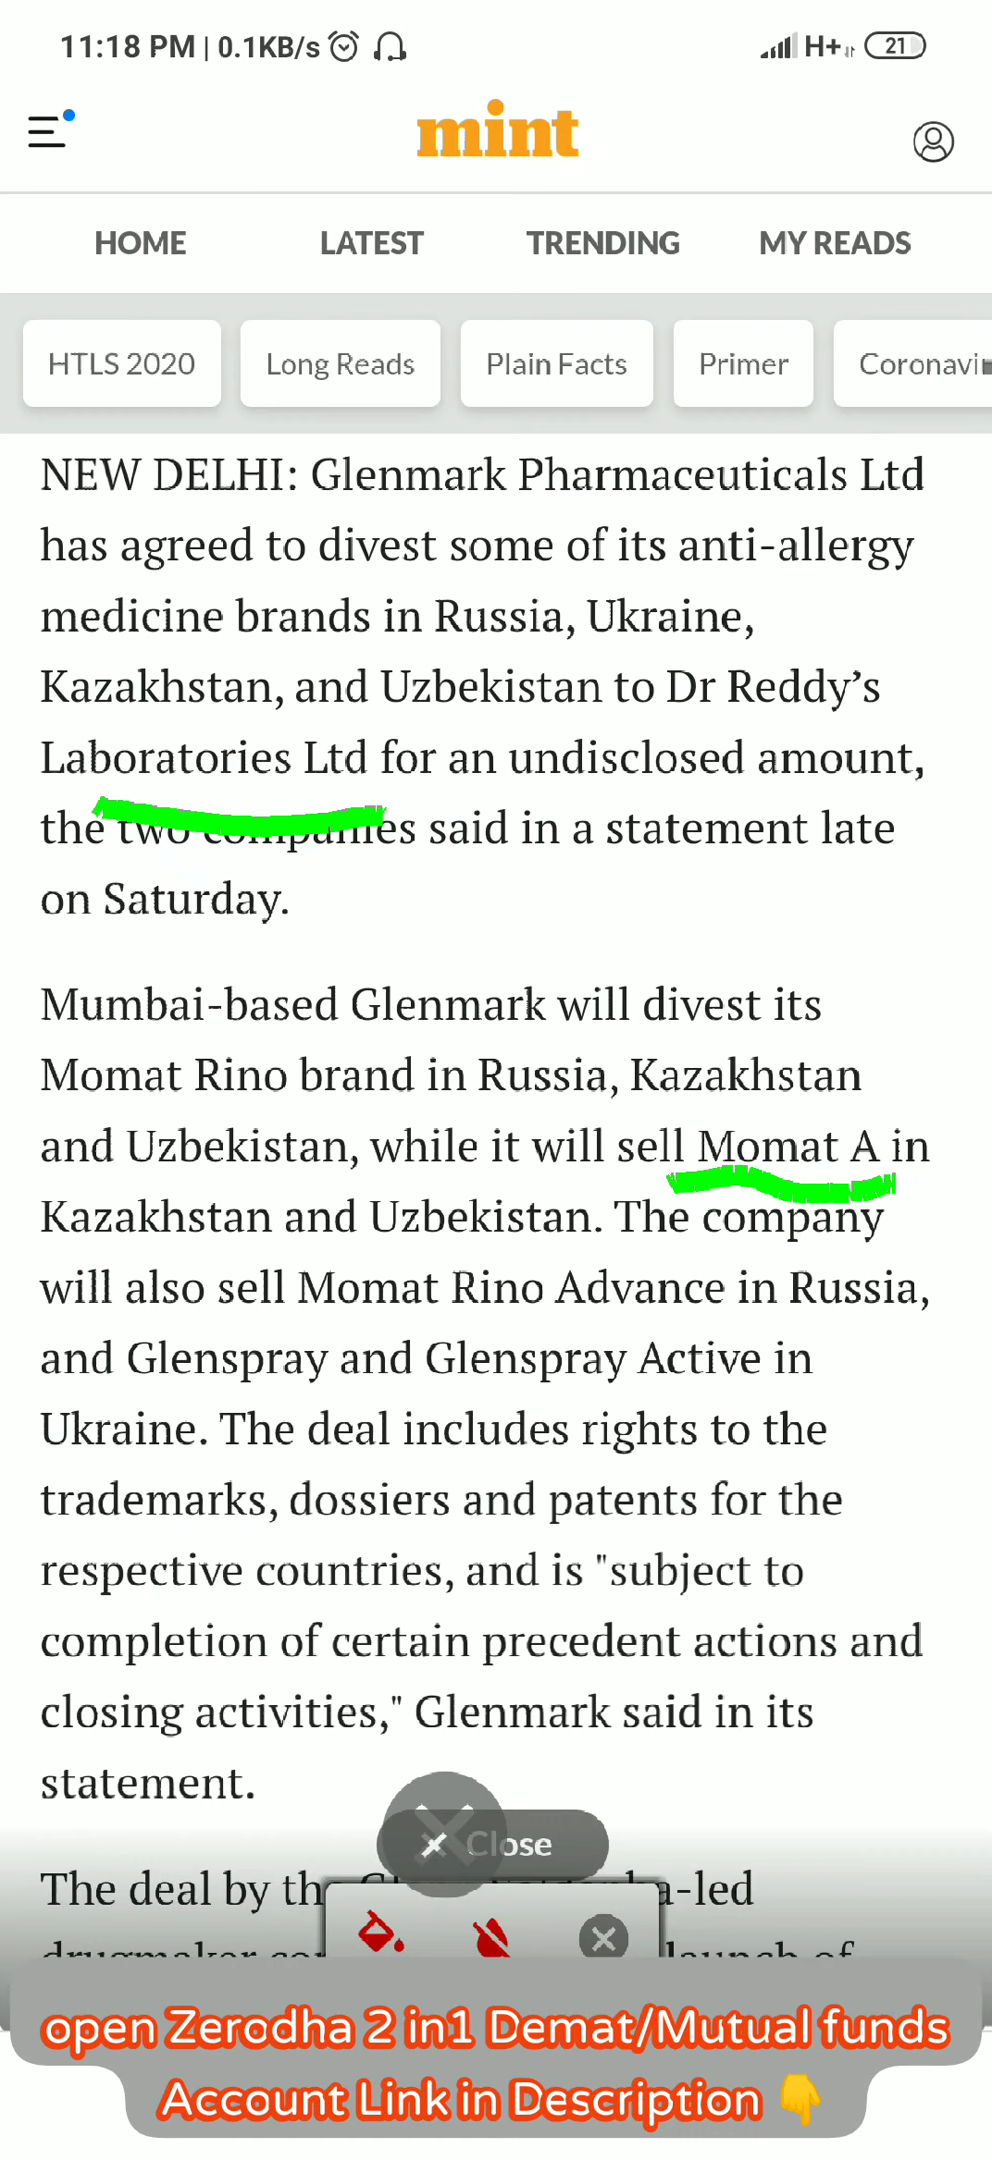 11:18 PM | 0.1KB/s H+ 21
mint
HOME LATEST TRENDING MY READS
HTLS 2020 Long Reads Plain Facts Primer Coronavi
NEW DELHI: Glenmark Pharmaceuticals Ltd
has agreed to divest some of its anti-allergy
medicine brands in Russia, Ukraine,
Kazakhstan, and Uzbekistan to Dr Reddy’s
Laboratories Ltd for an undisclosed amount,
the two companies said in a statement late
on Saturday.
Mumbai-based Glenmark will divest its
Momat Rino brand in Russia, Kazakhstan
and Uzbekistan, while it will sell Momat A in
Kazakhstan and Uzbekistan. The company
will also sell Momat Rino Advance in Russia,
and Glenspray and Glenspray Active in
Ukraine. The deal includes rights to the
trademarks, dossiers and patents for the
respective countries, and is "subject to
completion of certain precedent actions and
closing activities," Glenmark said in its
statement.
Close
The deal by a-led
drugmaker launch of
open Zerodha 2 in1 Demat/Mutual funds
Account Link in Description 👇